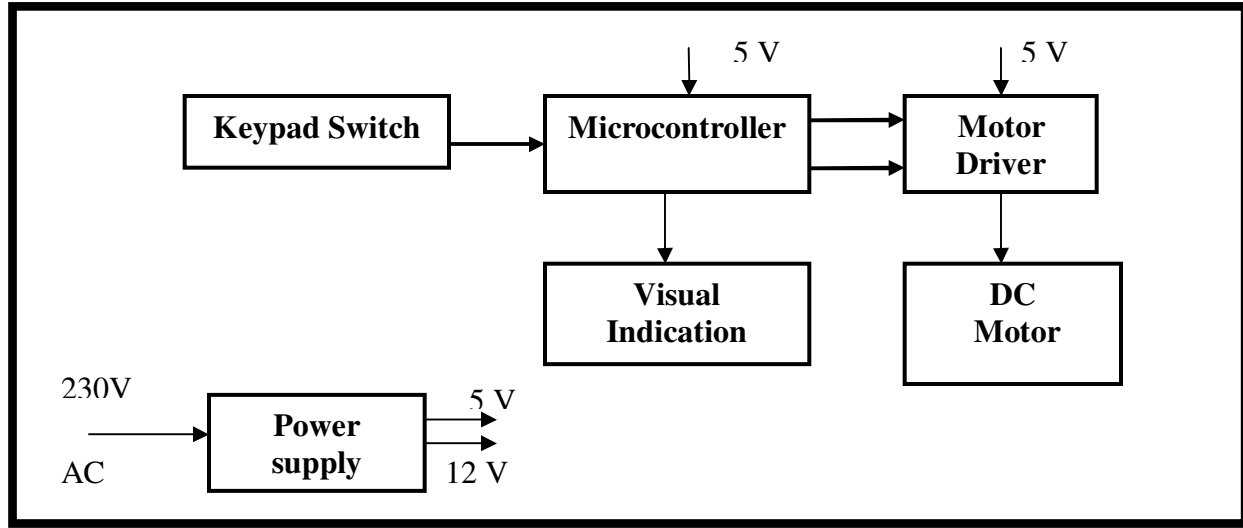 5 V
5 V
Keypad Switch
Microcontroller
Motor
Driver
Visual
Indication
DC
Motor
230V
AC
Power
supply
5 V
12 V